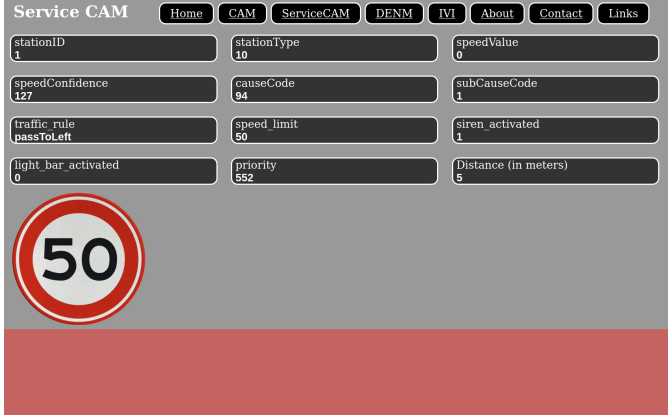 Service CAM Home CAM ServiceCAM DENM IVI About Contact Links
stationID stationType speedValue
1 10 0
speedConfidence causeCode subCauseCode
127 94 1
traffic_rule speed_limit siren_activated
passToLeft 50 1
light_bar_activated priority Distance (in meters)
0 552 5
50